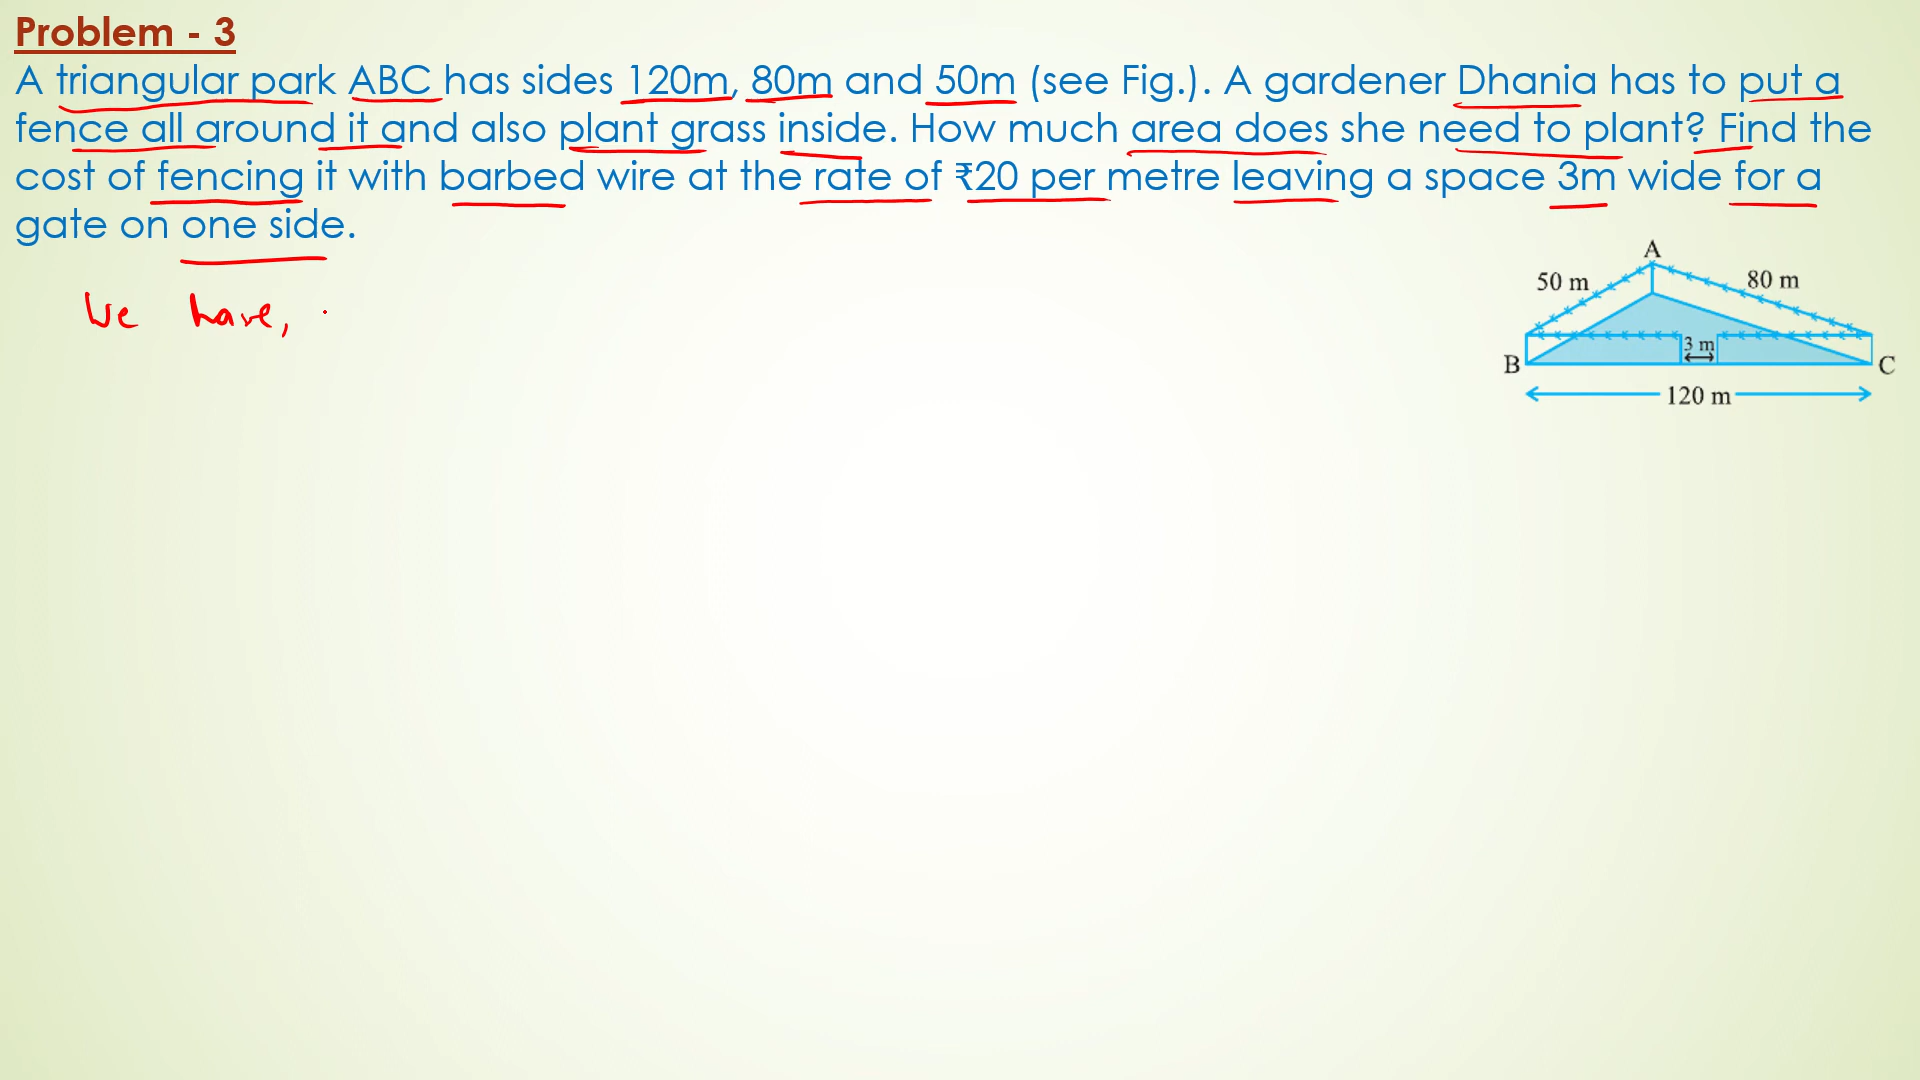 Problem - 3
A triangular park ABC has sides 120m, 80m and 50m (see Fig.). A gardener Dhania has to put a
fence all around it and also plant grass inside. How much area does she need to plant? Find the
cost of fencing it with barbed wire at the rate of ₹20 per metre leaving a space 3m wide for a
gate on one side.
We have,
A
50 m
80 m
3 m
B
C
120 m